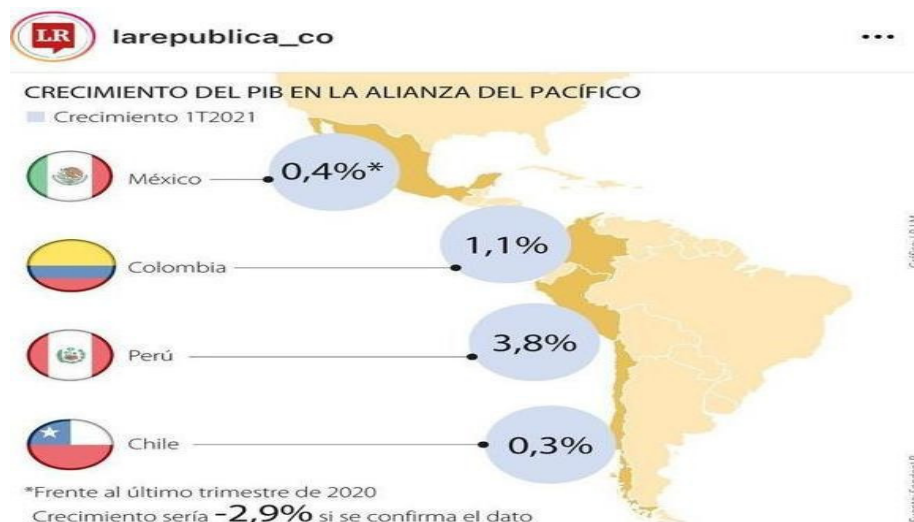 LR
larepublica_co
CRECIMIENTO DEL PIB EN LA ALIANZA DEL PACÍFICO
Crecimiento 1T2021
México
0,4%*
Colombia
1,1%
Perú
3,8%
Chile
0,3%
*Frente al último trimestre de 2020
Crecimiento sería -2,9% si se confirma el dato